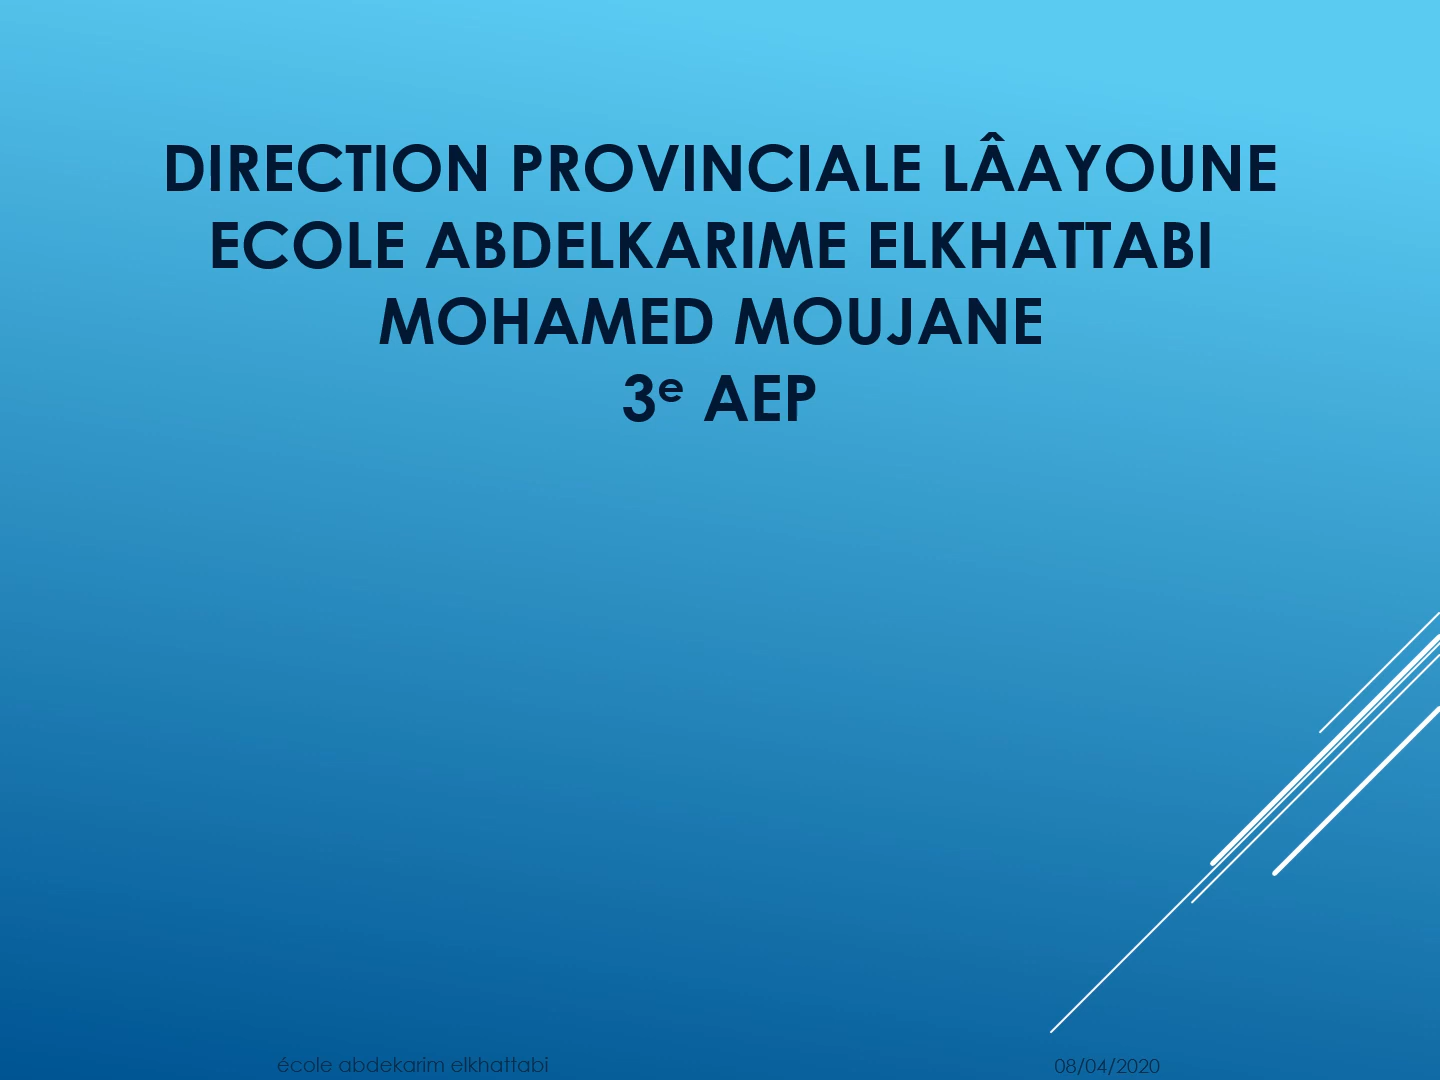 DIRECTION PROVINCIALE LÂAYOUNE
ECOLE ABDELKARIME ELKHATTABI
MOHAMED MOUJANE
3e AEP
école abdekarim elkhattabi
08/04/2020